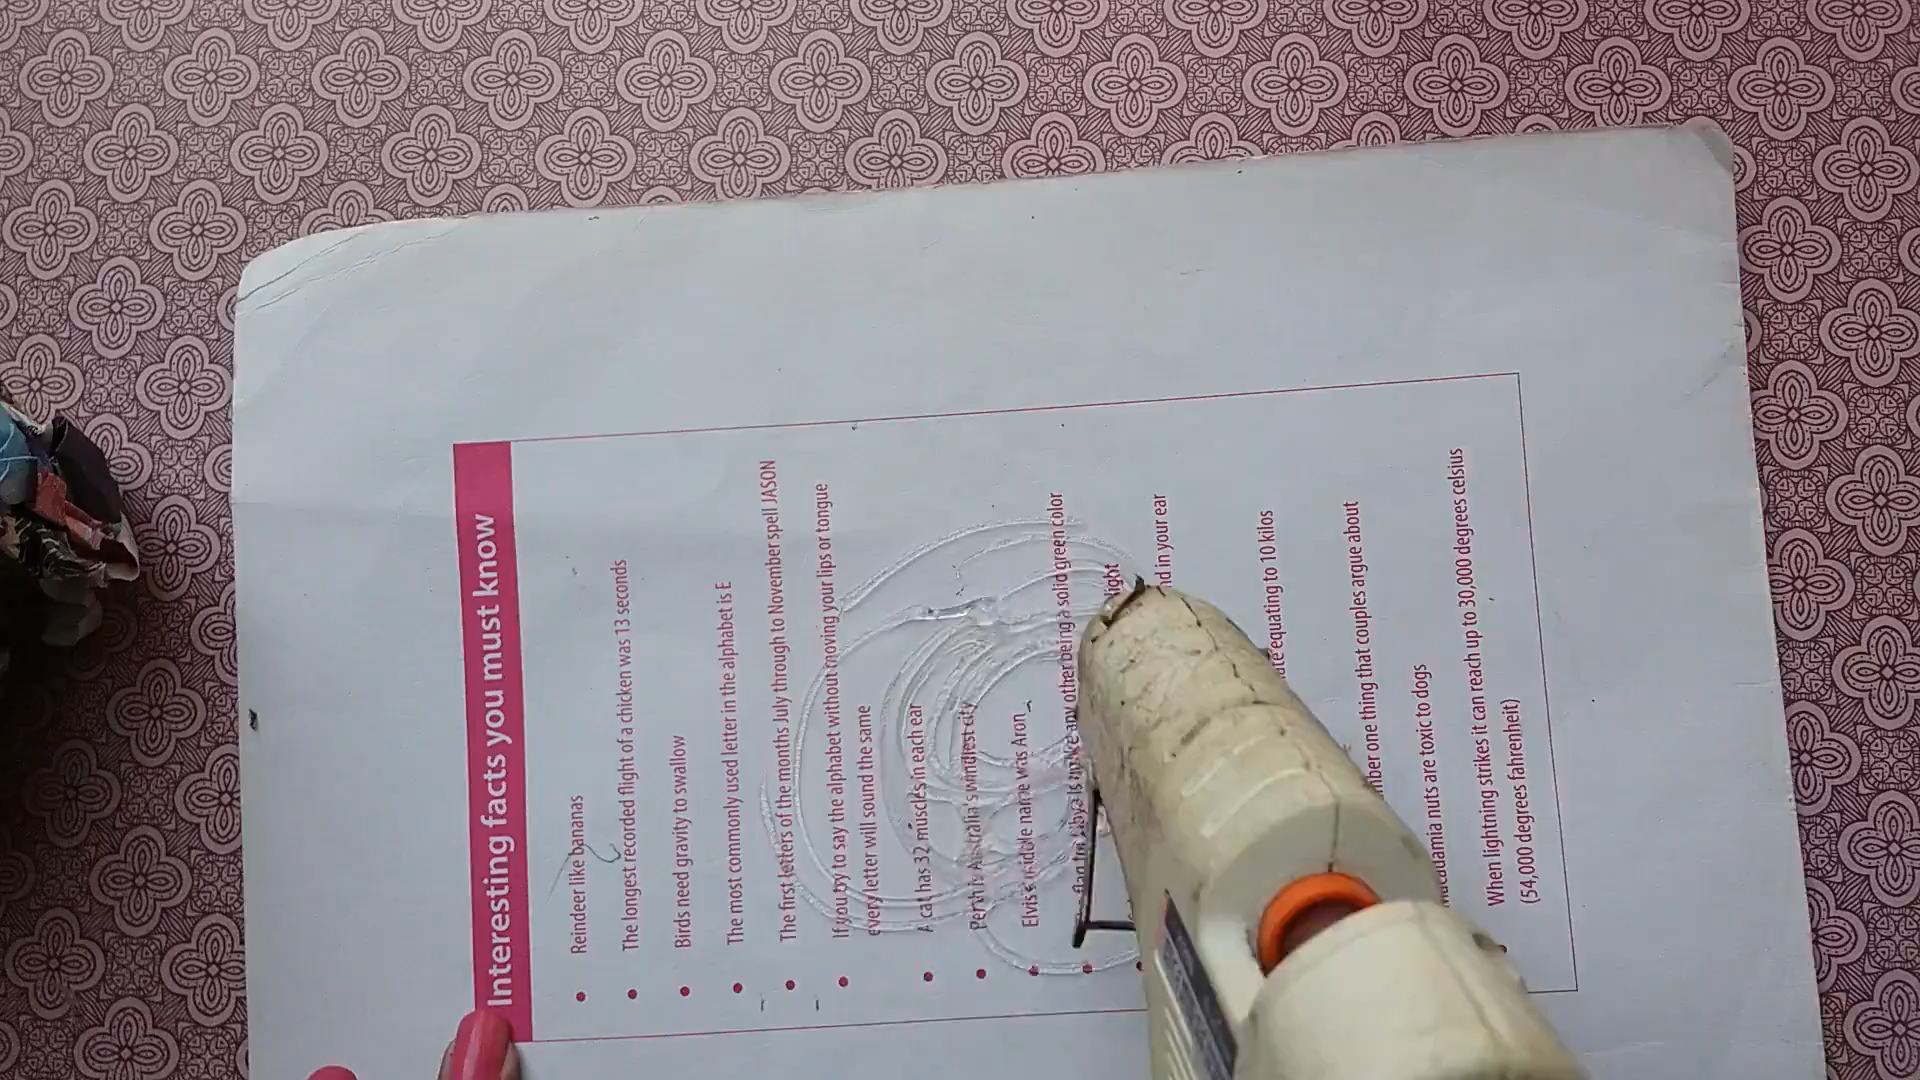 Interesting facts you must know
Reindeer like bananas
The longest recorded flight of a chicken was 13 seconds
Birds need gravity to swallow
The most commonly used letter in the alphabet is E
The first letters of the months July through to November spell JASON
If you try to say the alphabet without moving your lips or tongue
every letter will sound the same
A cat has 32 muscles in each ear
Perth is Australia's windiest city
Elvis's middle name was Aron
flag for Libya is unlike any other being a solid green color
in your ear
equating to 10 kilos
one thing that couples argue about
nuts are toxic to dogs
When lightning strikes it can reach up to 30,000 degrees celsius
(54,000 degrees fahrenheit)